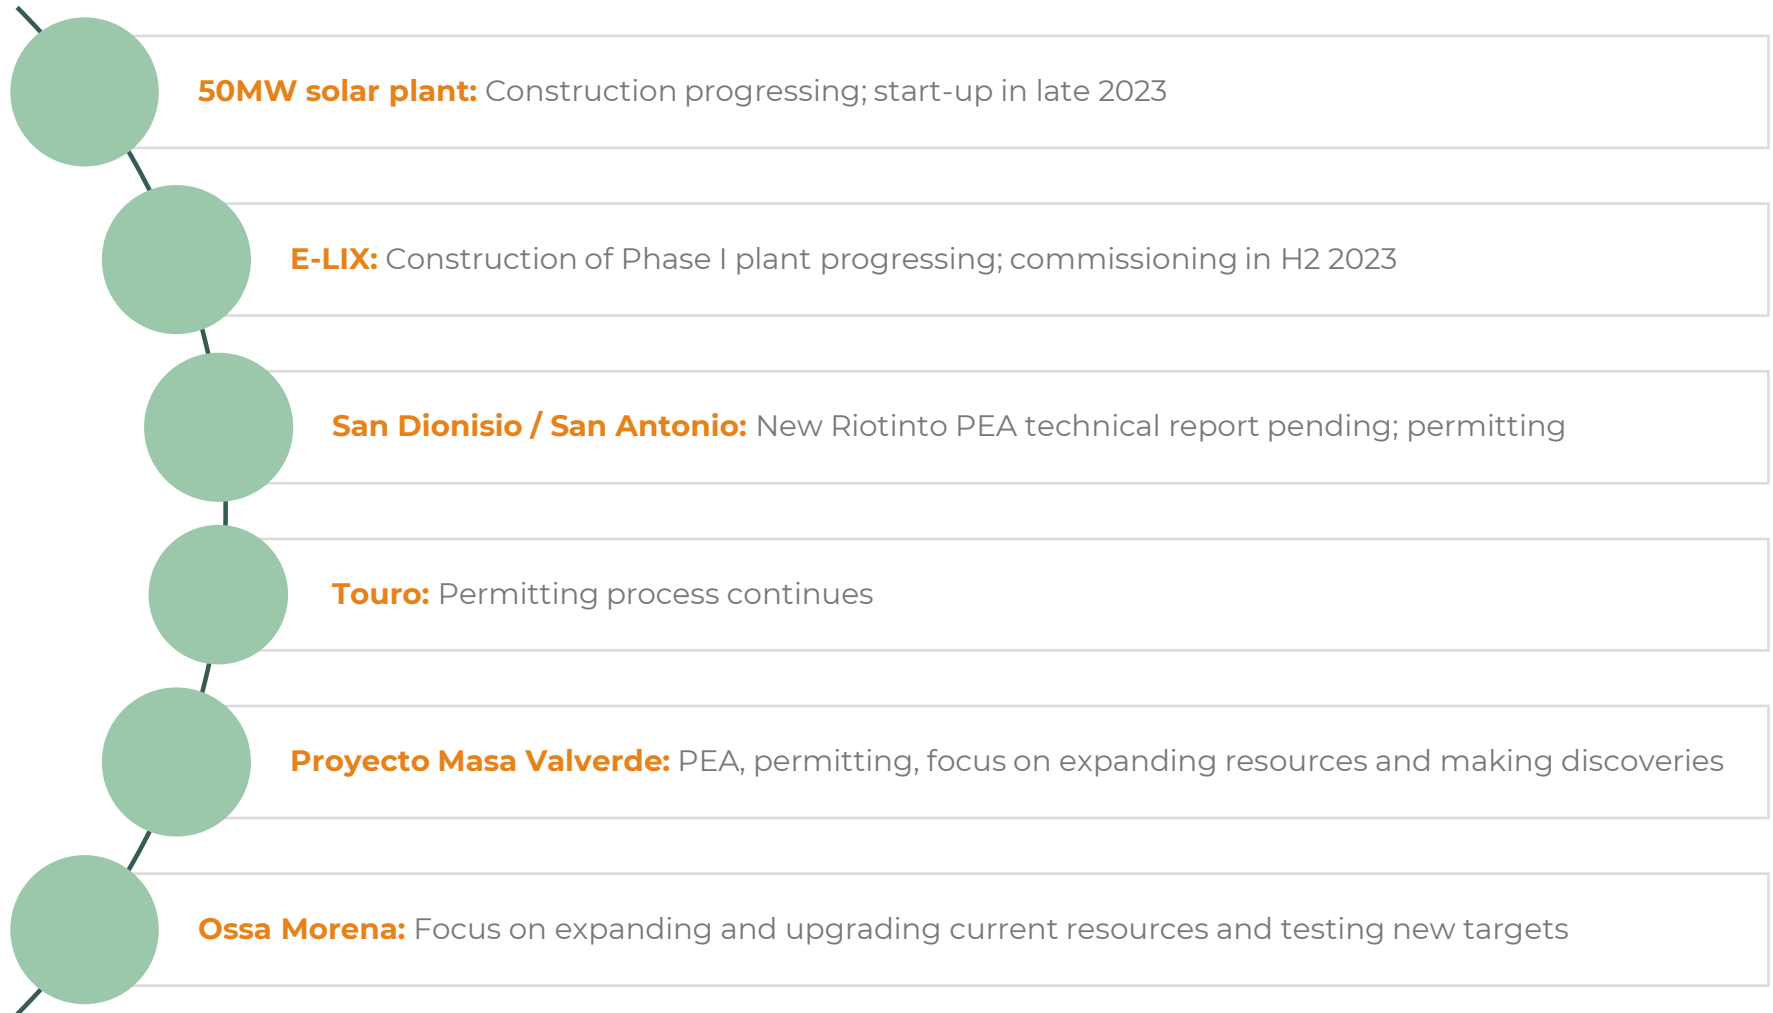 50MW solar plant: Construction progressing; start-up in late 2023
E-LIX: Construction of Phase I plant progressing; commissioning in H2 2023
San Dionisio / San Antonio: New Riotinto PEA technical report pending; permitting
Touro: Permitting process continues
Proyecto Masa Valverde: PEA, permitting, focus on expanding resources and making discoveries
Ossa Morena: Focus on expanding and upgrading current resources and testing new targets